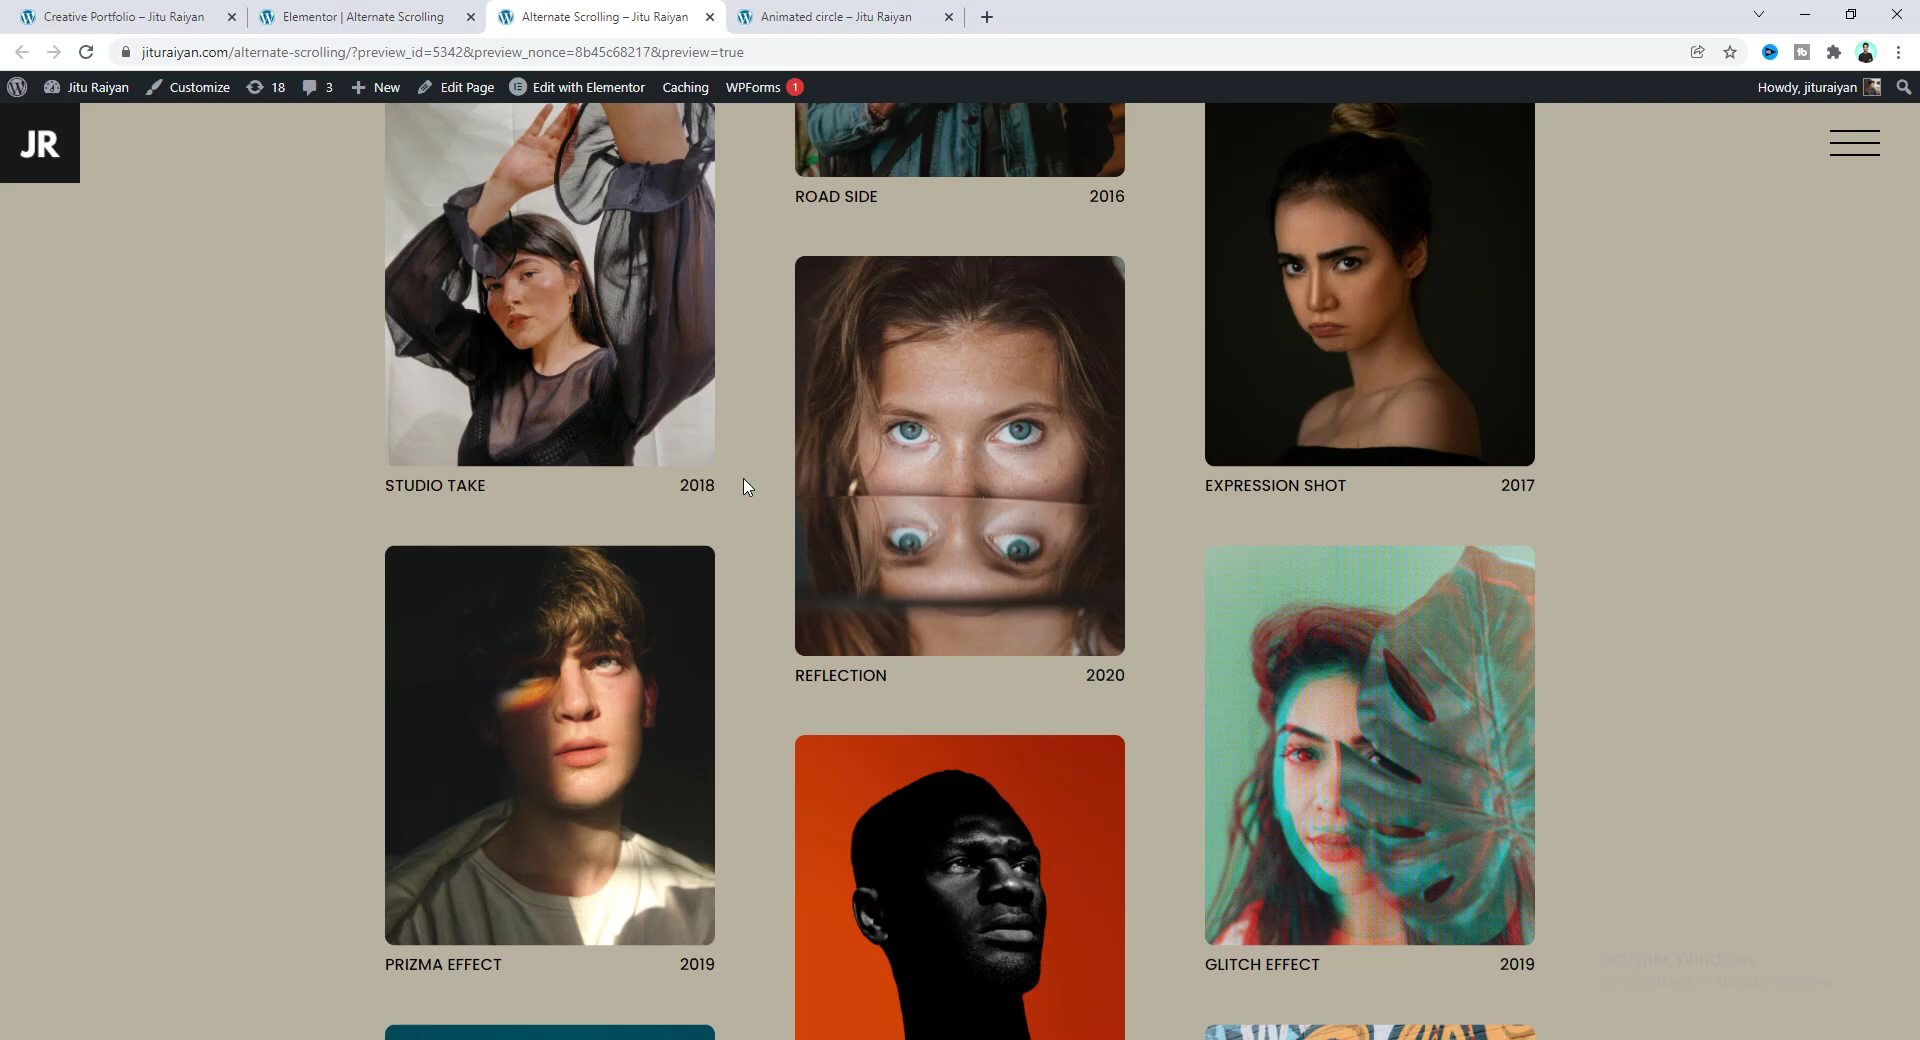 Creative Portfolio – Jitu Raiyan
Elementor | Alternate Scrolling
Alternate Scrolling – Jitu Raiyan
Animated circle – Jitu Raiyan
jituraiyan.com/alternate-scrolling/?preview_id=5342&preview_nonce=8b45c68217&preview=true
Jitu Raiyan Customize 18 3 New Edit Page Edit with Elementor Caching WPForms 1 Howdy, jituraiyan
JR
ROAD SIDE 2016
STUDIO TAKE 2018
EXPRESSION SHOT 2017
REFLECTION 2020
PRIZMA EFFECT 2019
GLITCH EFFECT 2019
Activate Windows